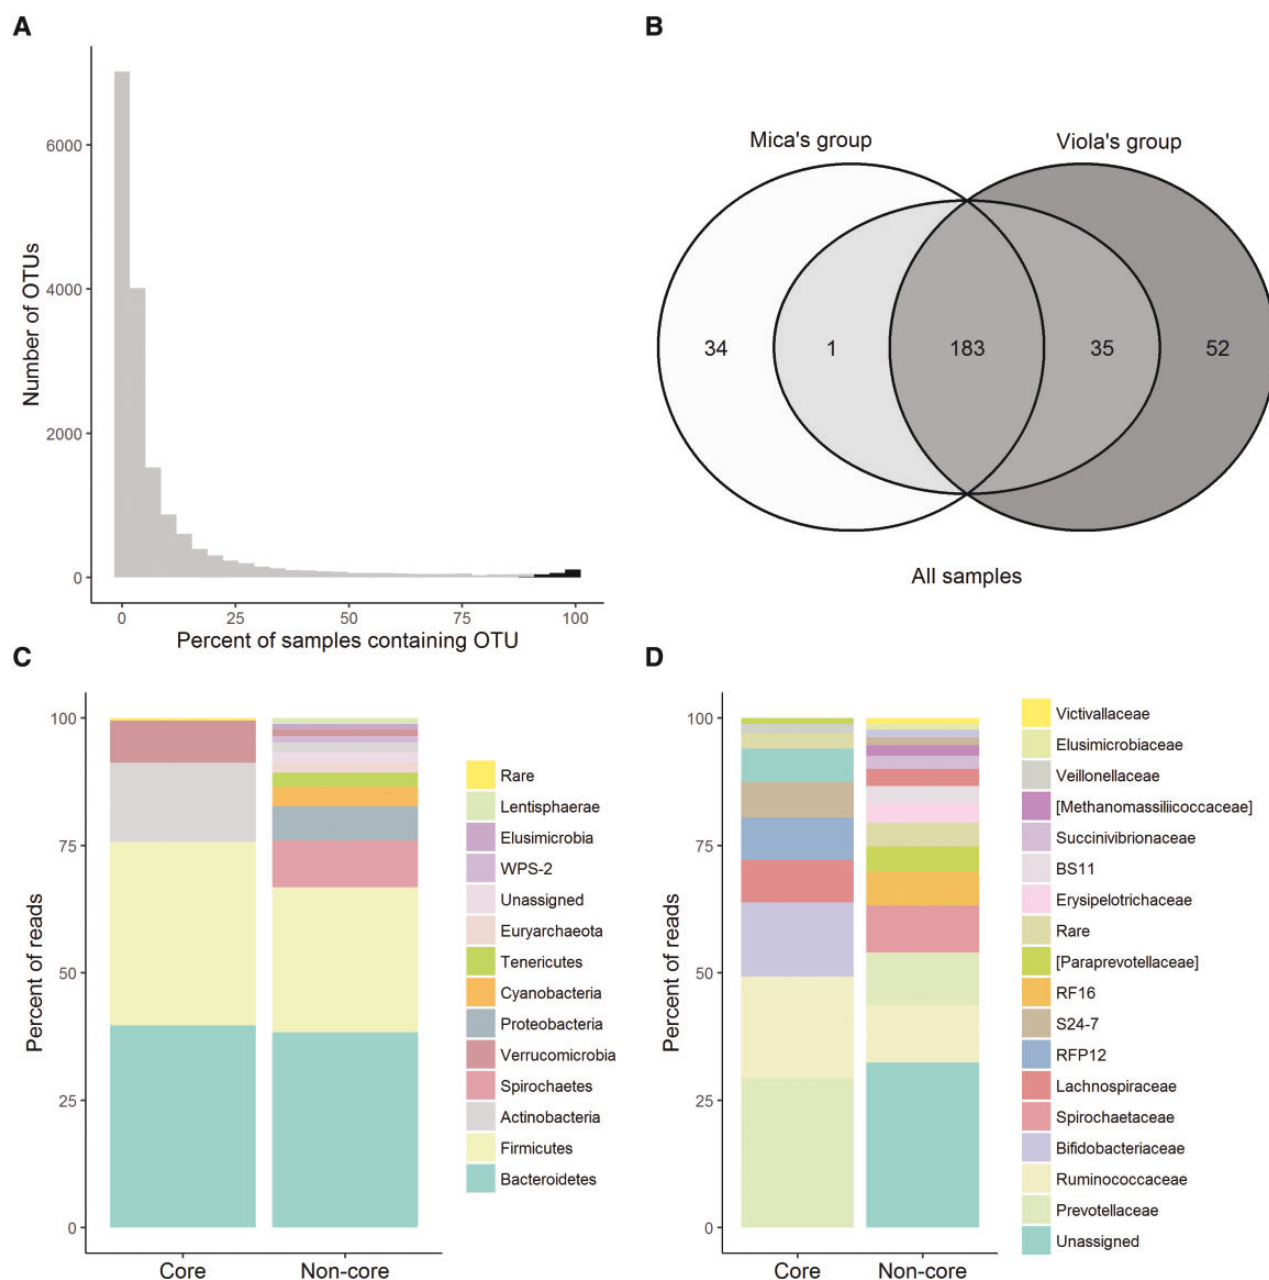 A
Number of OTUs
6000
4000
2000
0
0 25 50 75 100
Percent of samples containing OTU
B
Mica's group Viola's group
34 1 183 35 52
All samples
C
Percent of reads
100
75
50
25
0
Core Non-core
Rare
Lentisphaerae
Elusimicrobia
WPS-2
Unassigned
Euryarchaeota
Tenericutes
Cyanobacteria
Proteobacteria
Verrucomicrobia
Spirochaetes
Actinobacteria
Firmicutes
Bacteroidetes
D
Percent of reads
100
75
50
25
0
Core Non-core
Victivallaceae
Elusimicrobiaceae
Veillonellaceae
[Methanomassiliicoccaceae]
Succinivibrionaceae
BS11
Erysipelotrichaceae
Rare
[Paraprevotellaceae]
RF16
S24-7
RFP12
Lachnospiraceae
Spirochaetaceae
Bifidobacteriaceae
Ruminococcaceae
Prevotellaceae
Unassigned